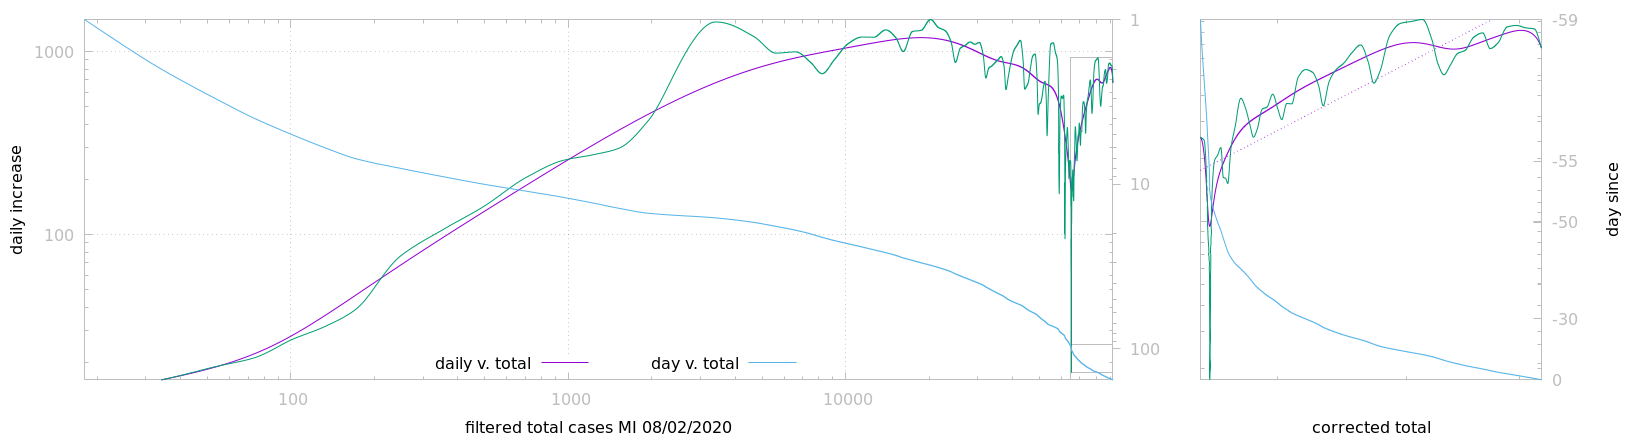 1000
100
daily increase
100
1000
10000
filtered total cases MI 08/02/2020
daily v. total
day v. total
1
10
100
-59
-55
-50
-30
0
day since
corrected total